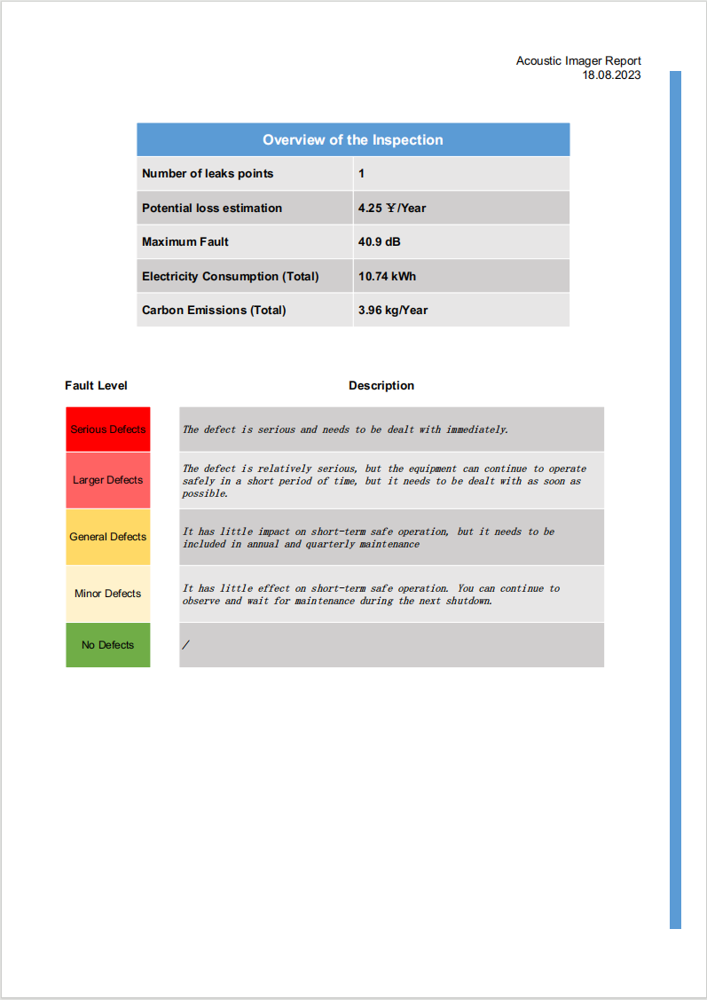 Acoustic Imager Report
18.08.2023
Overview of the Inspection
Number of leaks points 1
Potential loss estimation 4.25 ¥/Year
Maximum Fault 40.9 dB
Electricity Consumption (Total) 10.74 kWh
Carbon Emissions (Total) 3.96 kg/Year
Fault Level Description
Serious Defects The defect is serious and needs to be dealt with immediately.
Larger Defects The defect is relatively serious, but the equipment can continue to operate
safely in a short period of time, but it needs to be dealt with as soon as
possible.
General Defects It has little impact on short-term safe operation, but it needs to be
included in annual and quarterly maintenance
Minor Defects It has little effect on short-term safe operation. You can continue to
observe and wait for maintenance during the next shutdown.
No Defects /